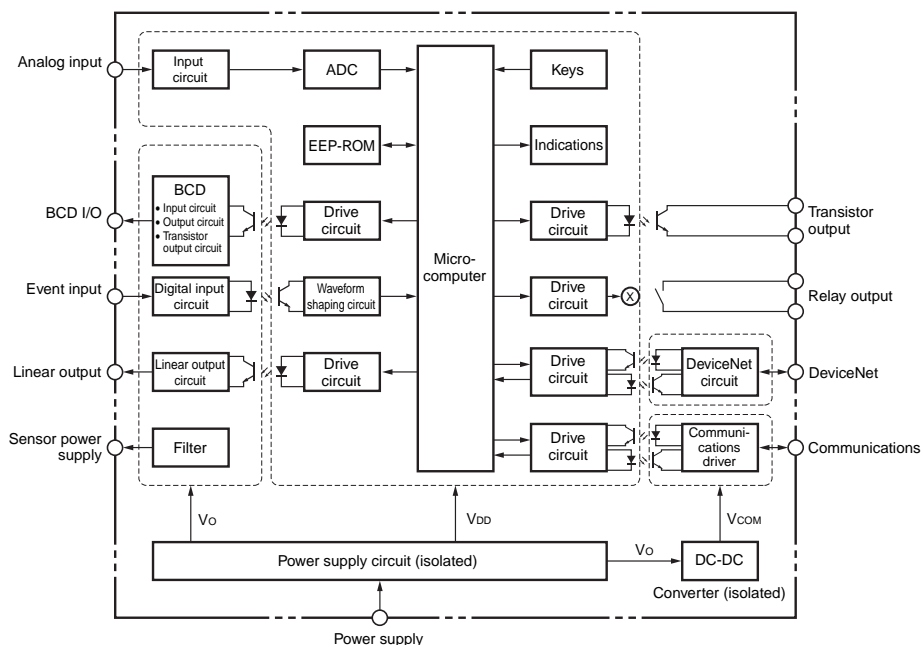 Analog input
Input
circuit
ADC
Keys
EEP-ROM
Indications
BCD I/O
BCD
• Input circuit
• Output circuit
• Transistor
output circuit
Drive
circuit
Micro-
computer
Drive
circuit
Transistor
output
Event input
Digital input
circuit
Waveform
shaping circuit
Drive
circuit
X
Relay output
Linear output
Linear output
circuit
Drive
circuit
Drive
circuit
DeviceNet
circuit
DeviceNet
Sensor power
supply
Filter
Drive
circuit
Communi-
cations
driver
Communications
VO
VDD
VCOM
Power supply circuit (isolated)
VO
DC-DC
Converter (isolated)
Power supply